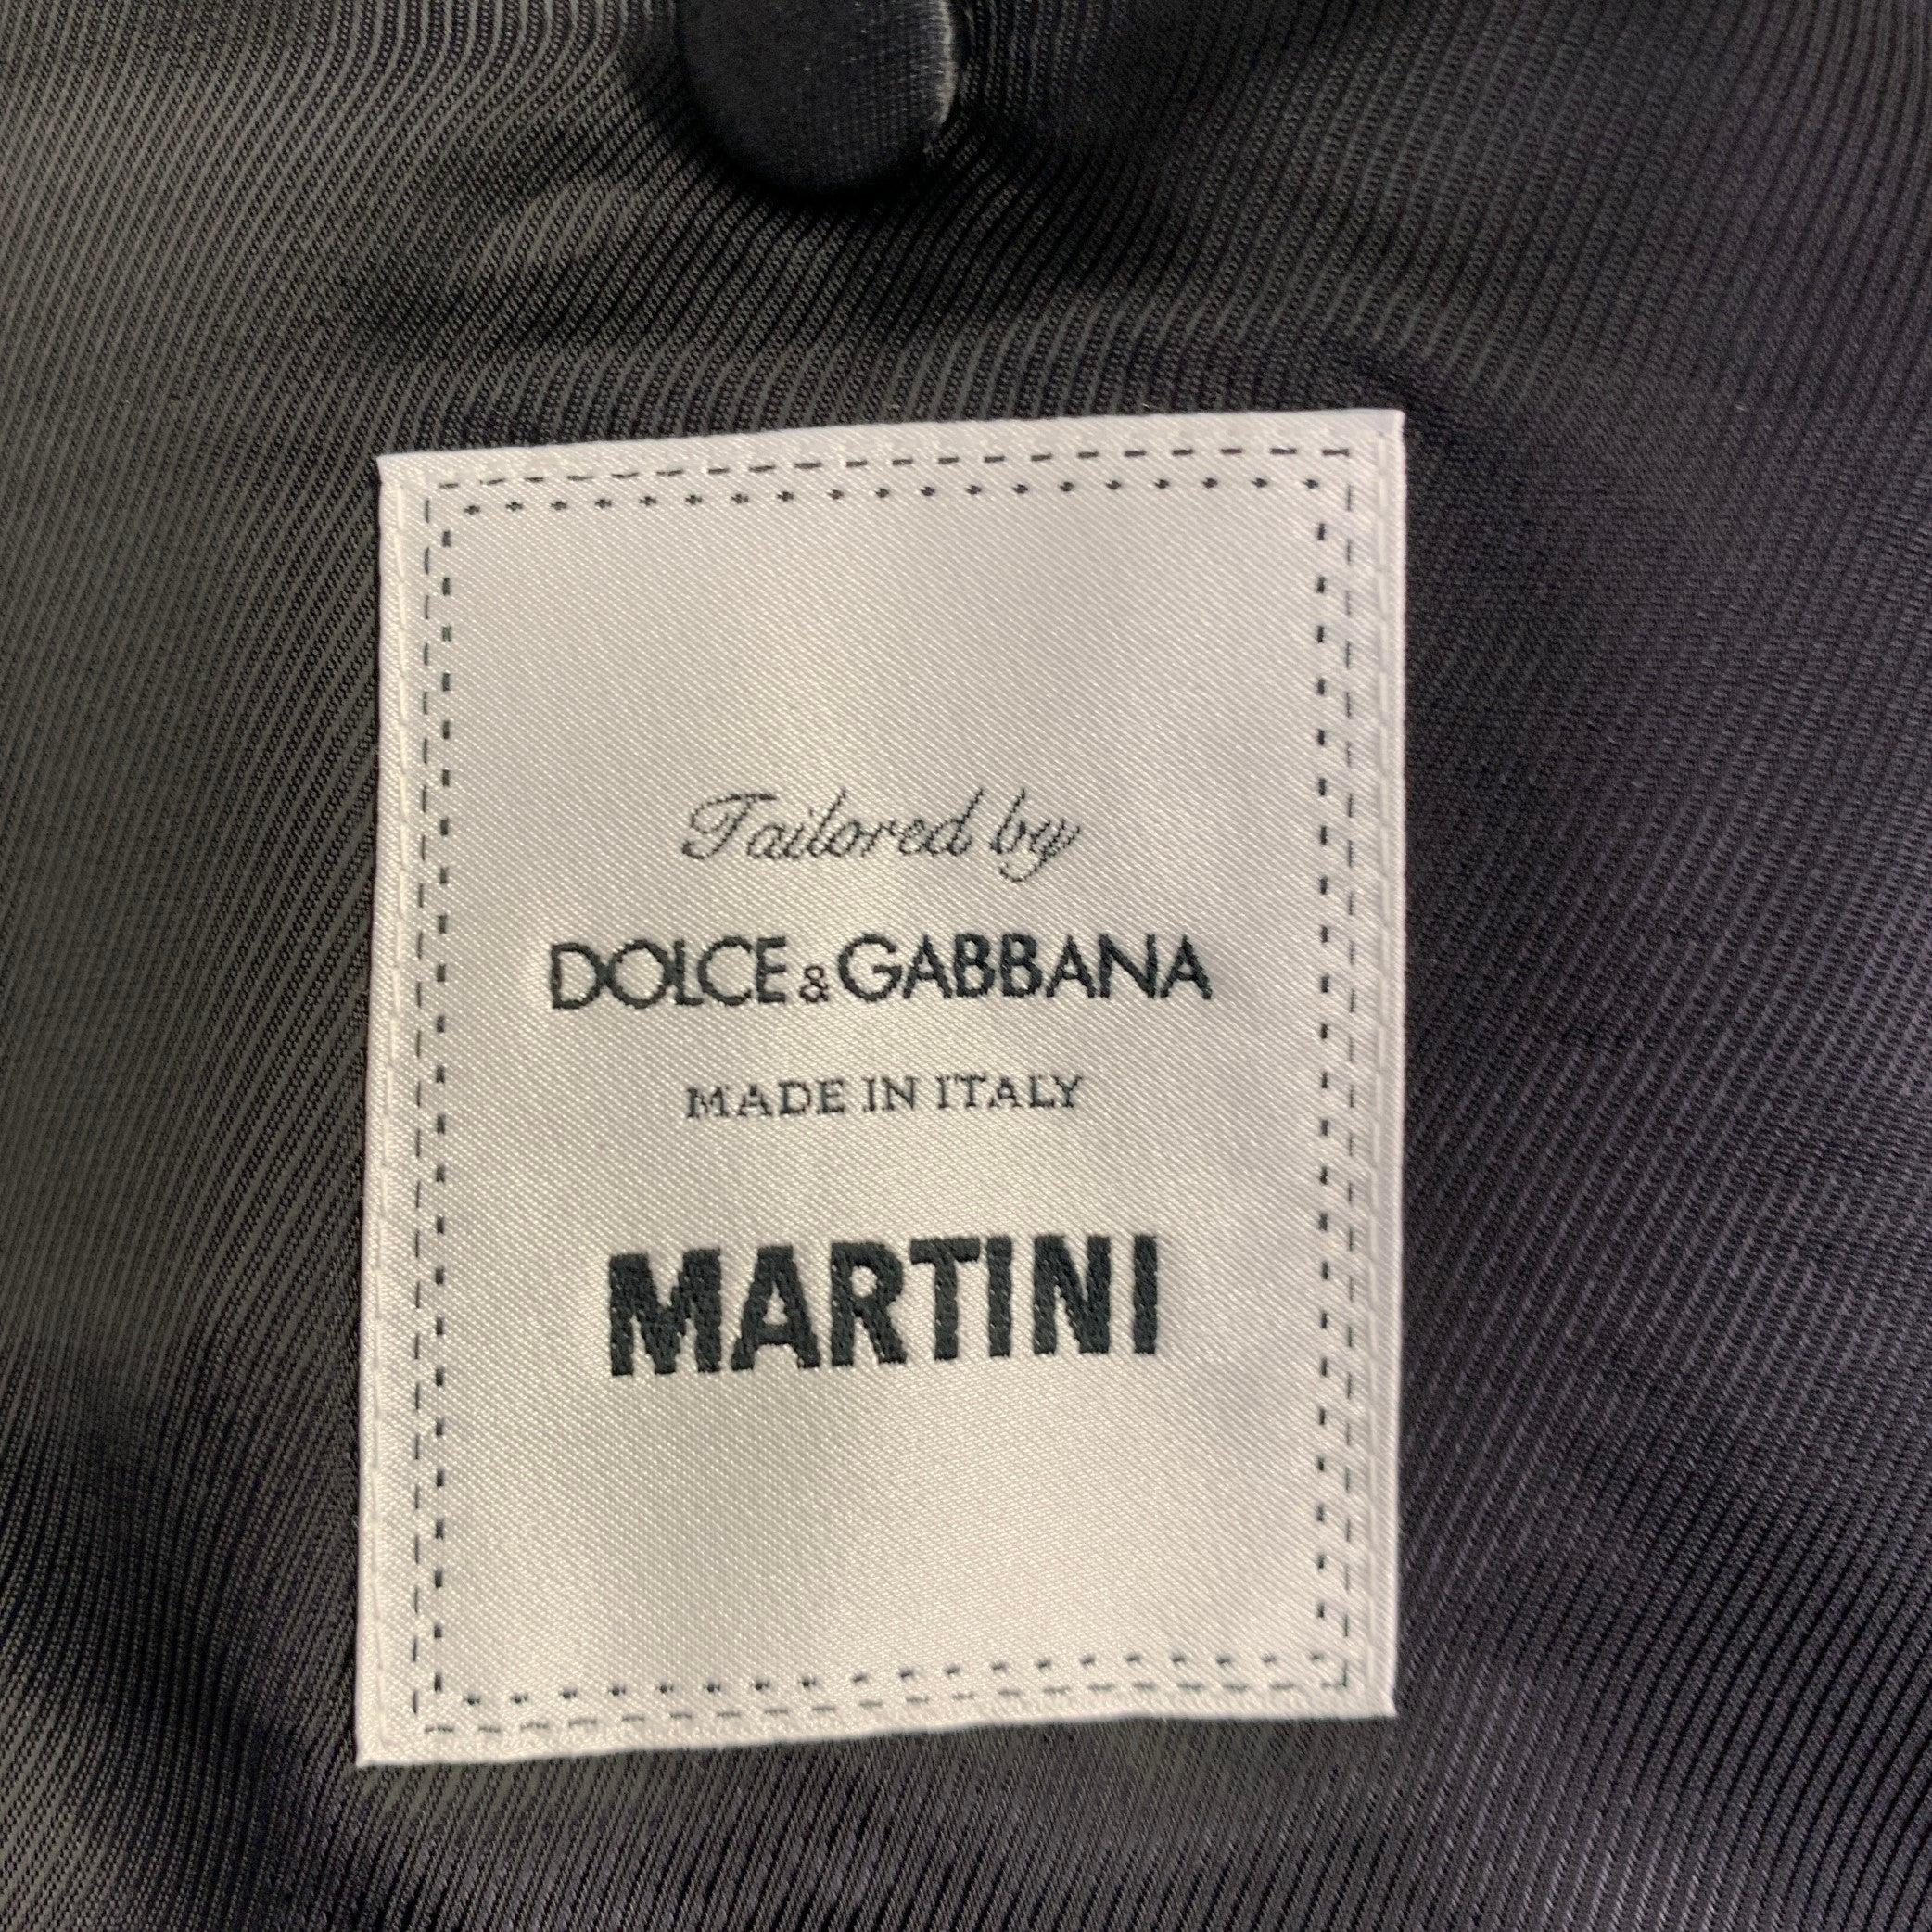 Tailored by
DOLCE & GABBANA
MADE IN ITALY
MARTINI